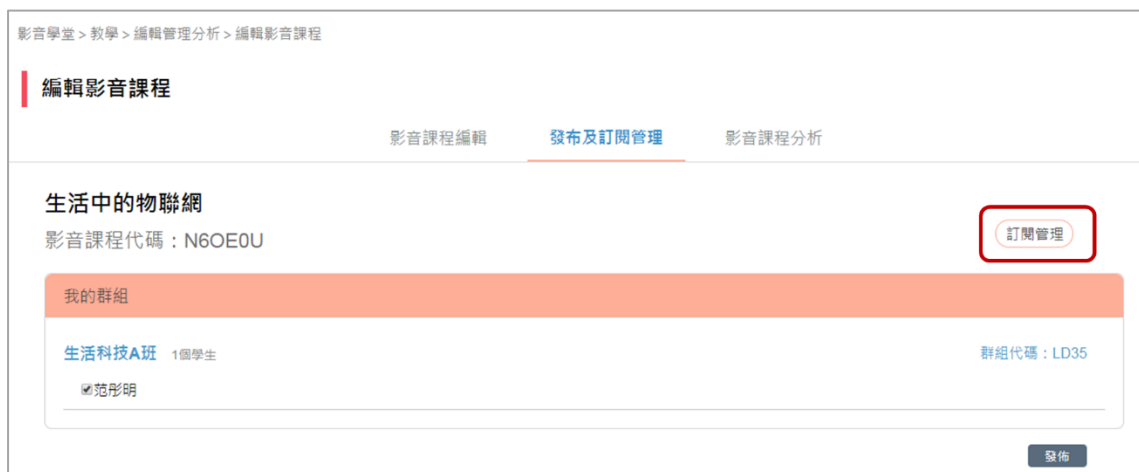 影音學堂 > 教學 > 編輯管理分析 > 編輯影音課程
編輯影音課程
影音課程編輯 發布及訂閱管理 影音課程分析
生活中的物聯網
影音課程代碼：N6OE0U
訂閱管理
我的群組
生活科技A班 1個學生 群組代碼：LD35
范彤明
發佈